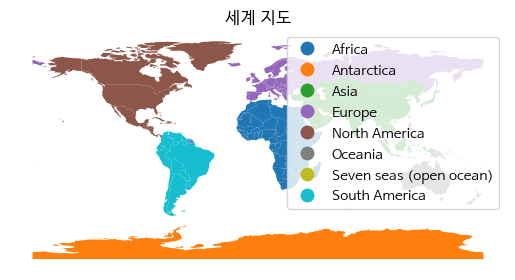 세계 지도
Africa
Antarctica
Asia
Europe
North America
Oceania
Seven seas (open ocean)
South America